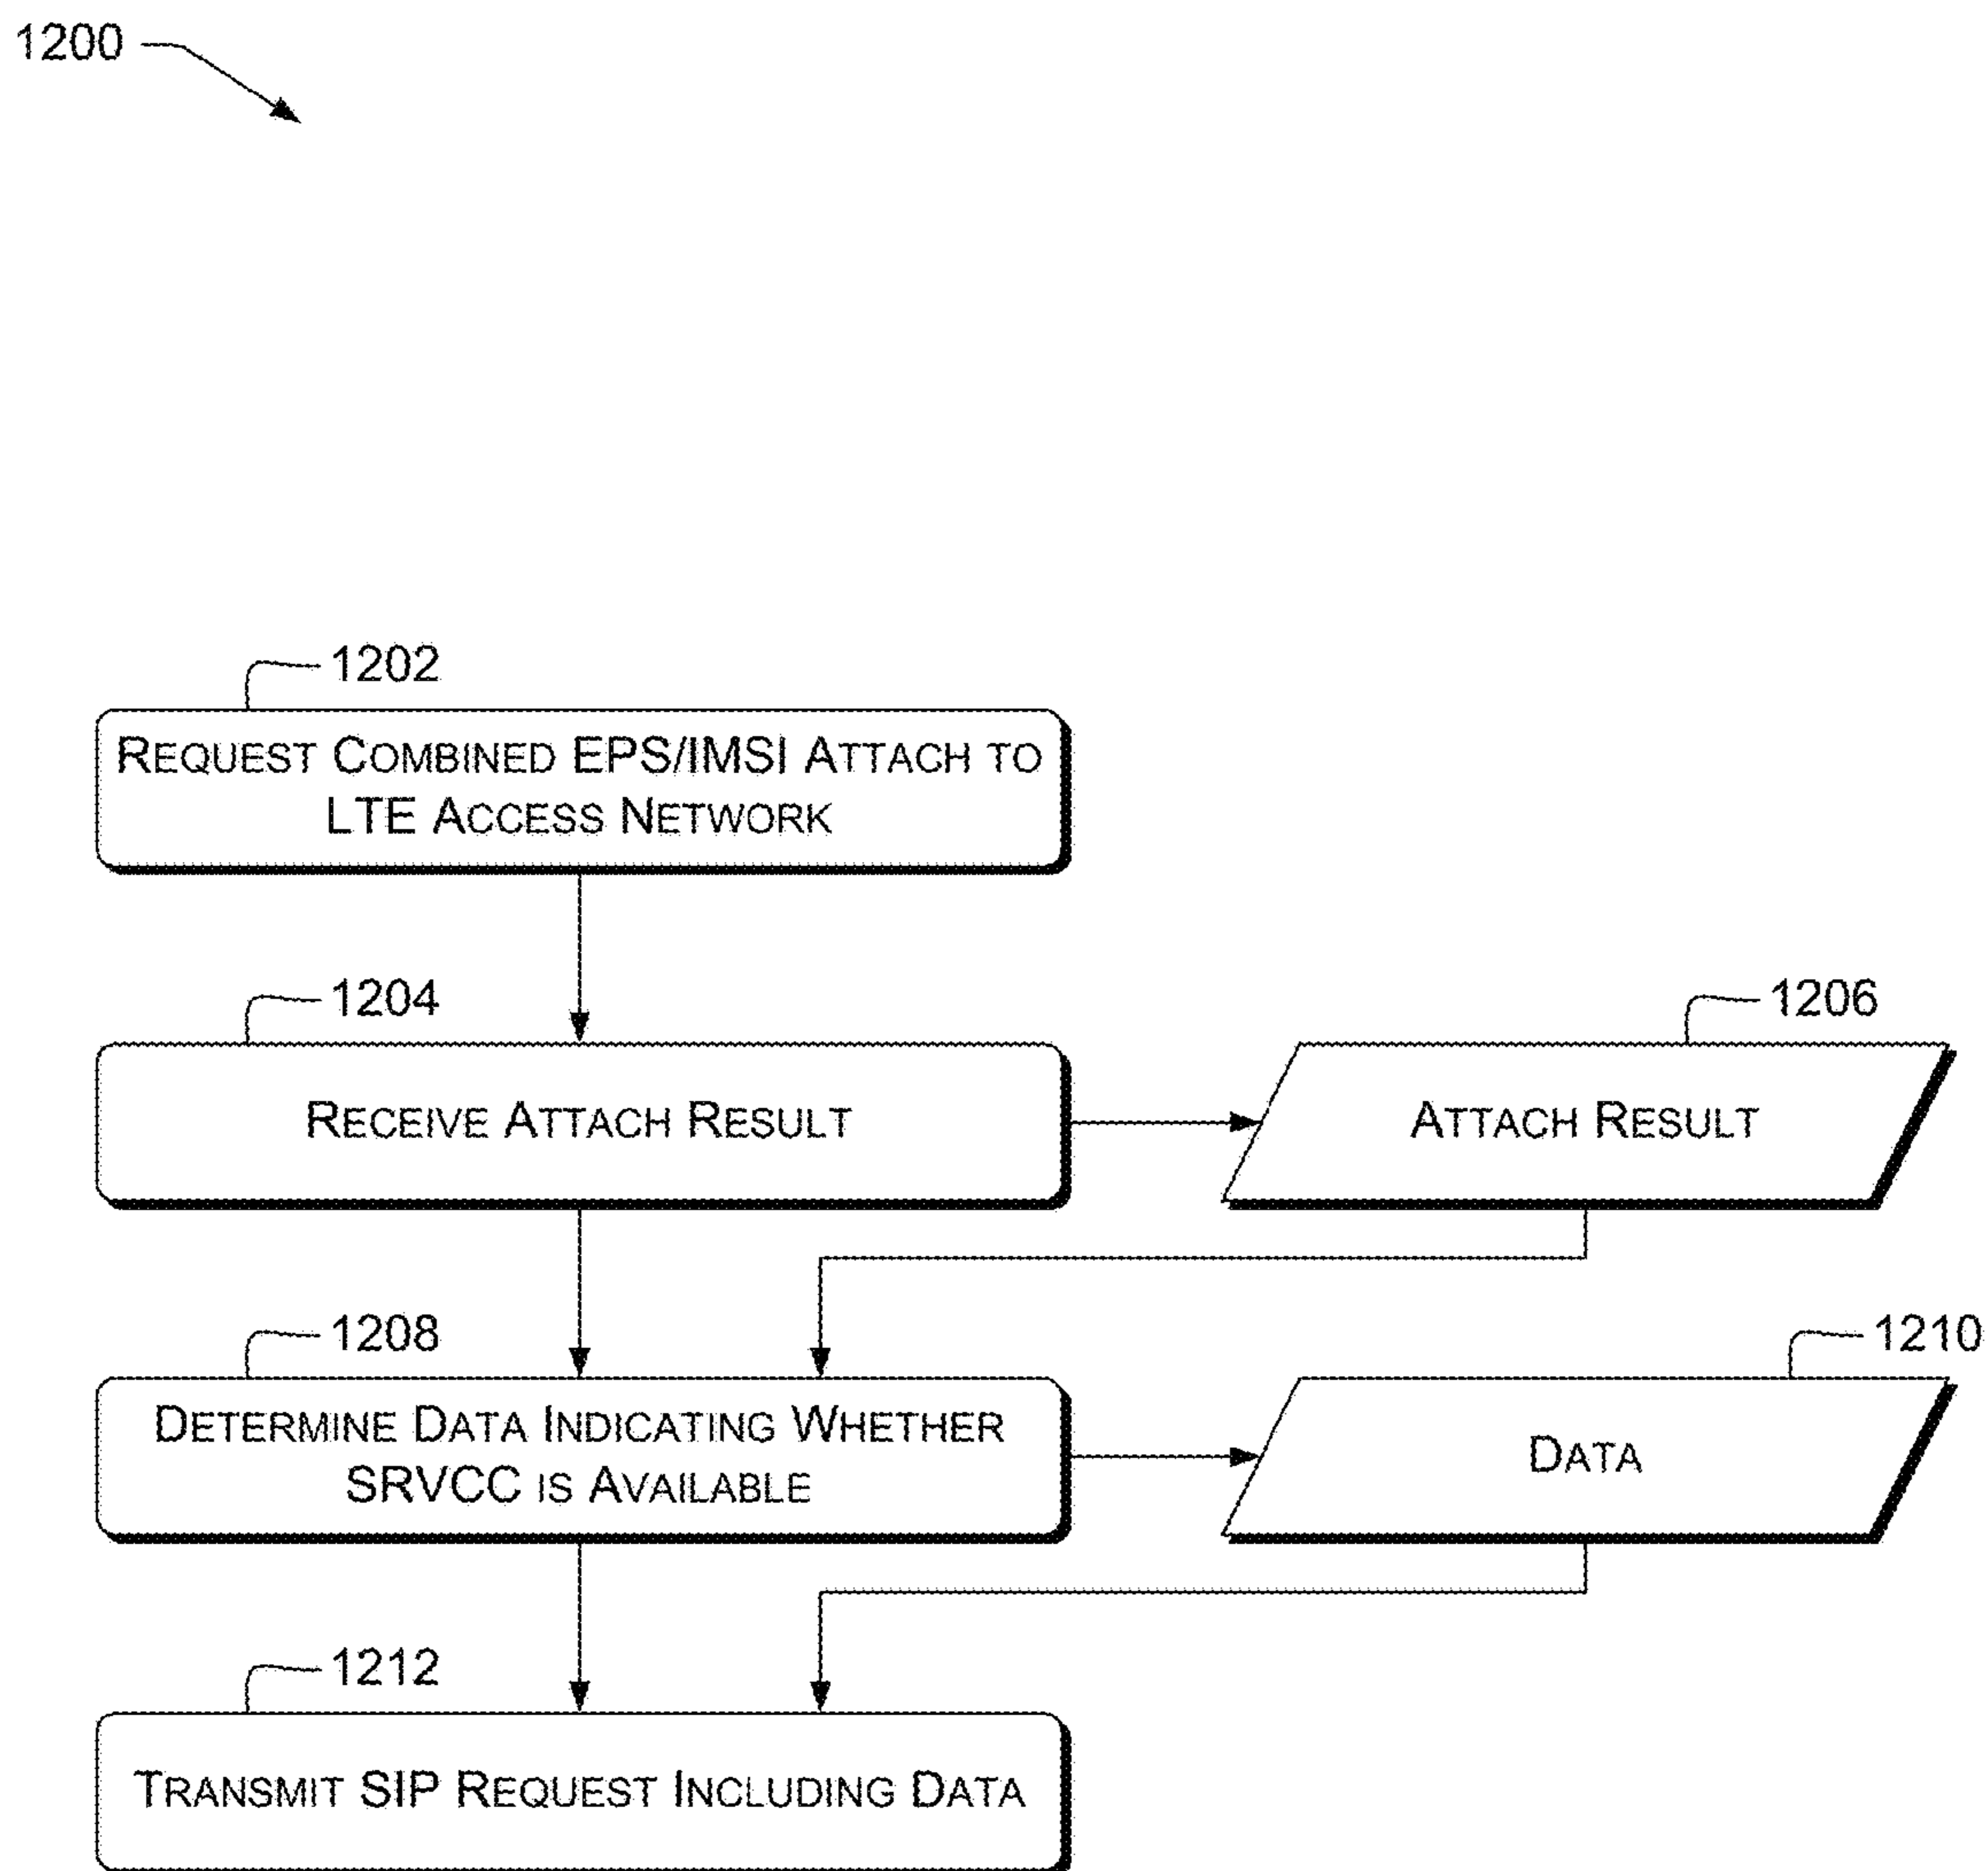 1200
1202
REQUEST COMBINED EPS/IMSI ATTACH TO
LTE ACCESS NETWORK
1204
1206
RECEIVE ATTACH RESULT
ATTACH RESULT
1208
1210
DETERMINE DATA INDICATING WHETHER
SRVCC IS AVAILABLE
DATA
1212
TRANSMIT SIP REQUEST INCLUDING DATA